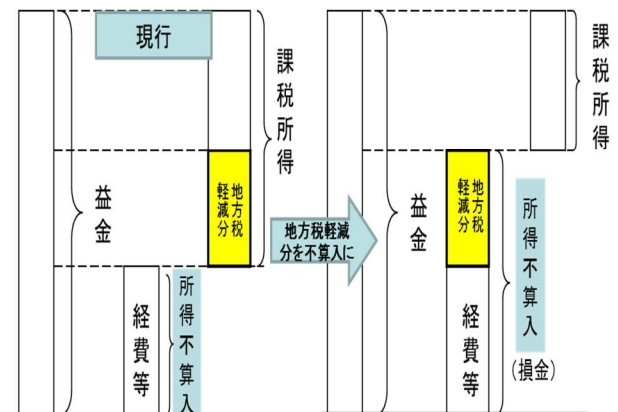 現行
課税所得
益金
地方税
軽減分
経費等
所得不算入
地方税軽減
分を不算入に
課税所得
益金
地方税
軽減分
経費等
所得不算入
(損金)